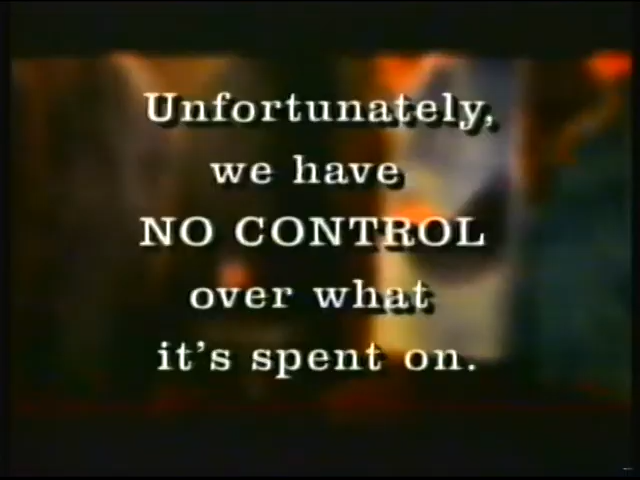 Unfortunately,
we have
NO CONTROL
over what
it's spent on.